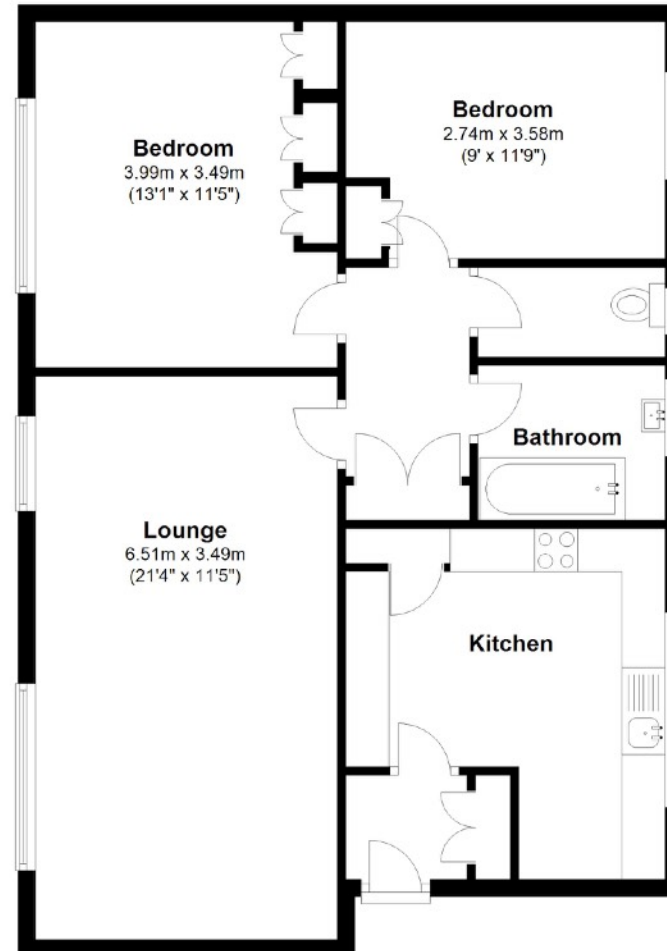 Bedroom
3.99m x 3.49m
(13'1" x 11'5")
Bedroom
2.74m x 3.58m
(9' x 11'9")
Bathroom
Lounge
6.51m x 3.49m
(21'4" x 11'5")
Kitchen